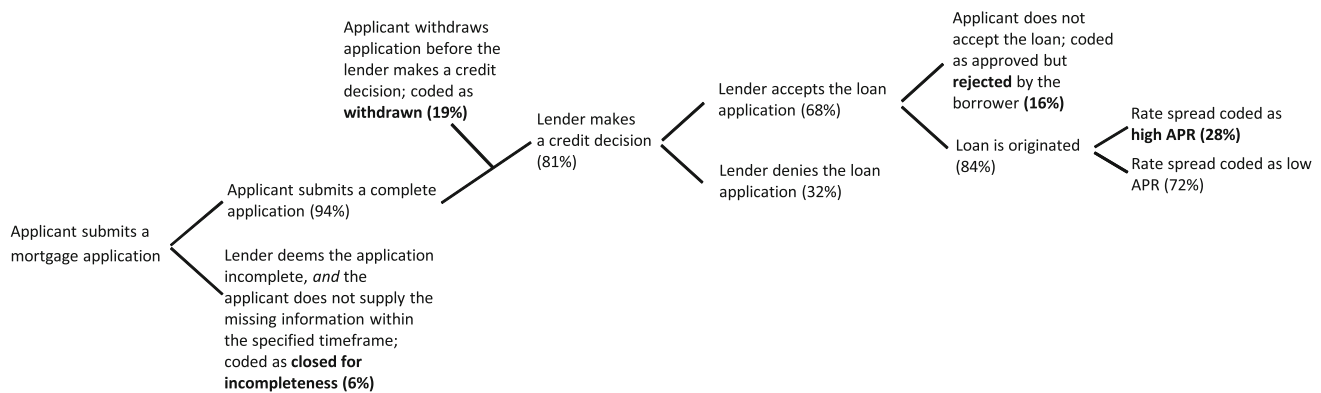 Applicant submits a
mortgage application
Applicant submits a complete
application (94%)
Lender deems the application
incomplete, and the
applicant does not supply the
missing information within
the specified timeframe;
coded as closed for
incompleteness (6%)
Applicant withdraws
application before the
lender makes a credit
decision; coded as
withdrawn (19%)
Lender makes
a credit decision
(81%)
Lender accepts the loan
application (68%)
Lender denies the loan
application (32%)
Applicant does not
accept the loan; coded
as approved but
rejected by the
borrower (16%)
Loan is originated
(84%)
Rate spread coded as
high APR (28%)
Rate spread coded as low
APR (72%)